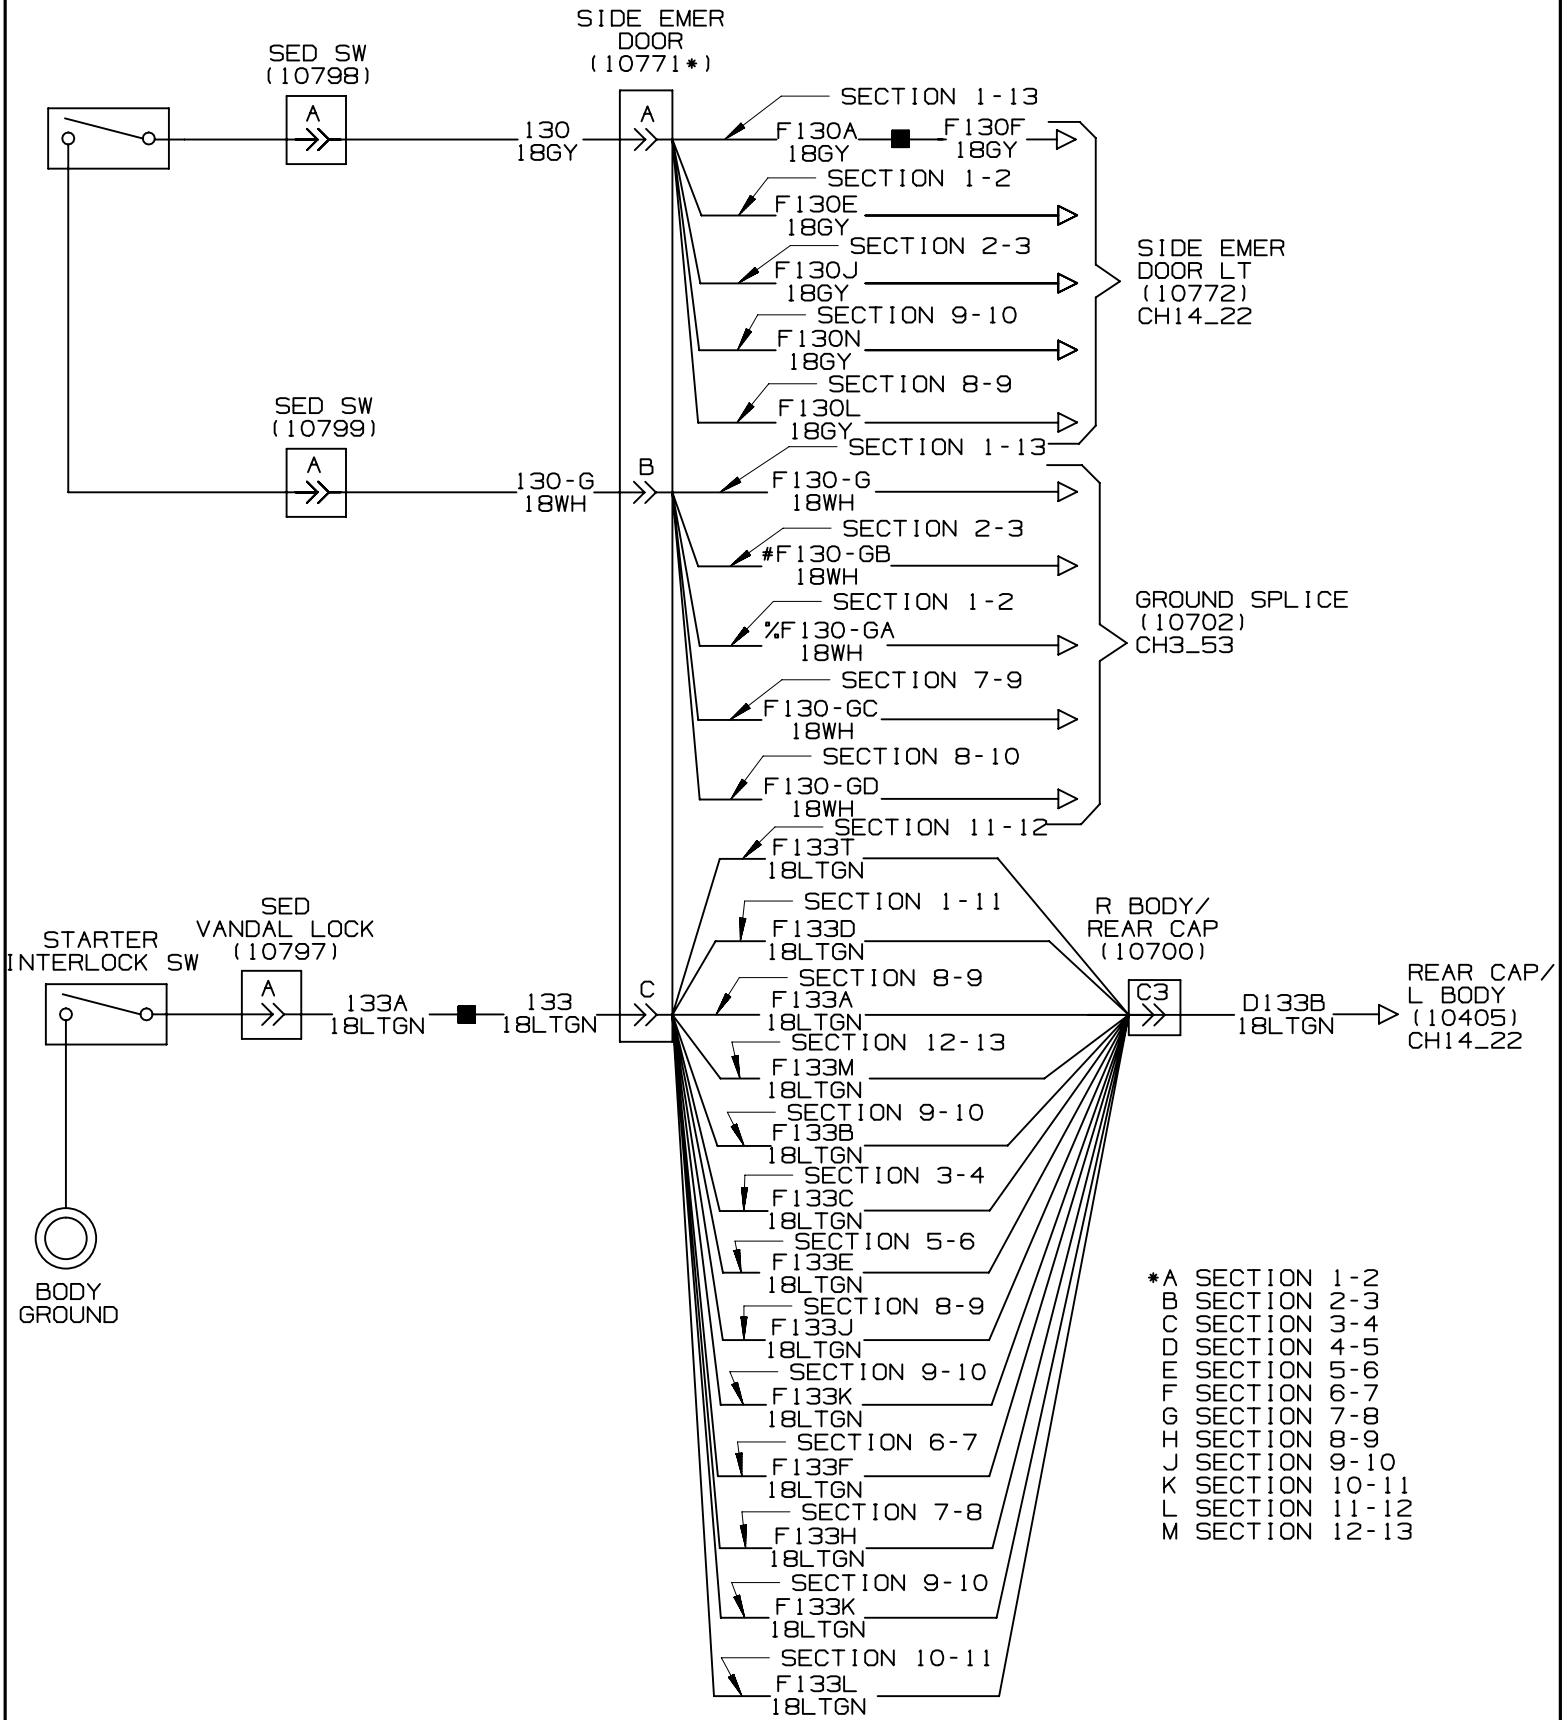 SIDE EMER
DOOR
(10771*)
SED SW
(10798)
A
130
18GY
A
SECTION 1-13
F130A
18GY
F130F
18GY
SECTION 1-2
F130E
18GY
SECTION 2-3
F130J
18GY
SECTION 9-10
F130N
18GY
SECTION 8-9
F130L
18GY
SIDE EMER
DOOR LT
(10772)
CH14_22
SED SW
(10799)
A
130-G
18WH
B
SECTION 1-13
F130-G
18WH
SECTION 2-3
#F130-GB
18WH
SECTION 1-2
%F130-GA
18WH
SECTION 7-9
F130-GC
18WH
SECTION 8-10
F130-GD
18WH
GROUND SPLICE
(10702)
CH3_53
STARTER
INTERLOCK SW
SED
VANDAL LOCK
(10797)
A
133A
18LTGN
133
18LTGN
C
SECTION 11-12
F133T
18LTGN
SECTION 1-11
F133D
18LTGN
SECTION 8-9
F133A
18LTGN
SECTION 12-13
F133M
18LTGN
SECTION 9-10
F133B
18LTGN
SECTION 3-4
F133C
18LTGN
SECTION 5-6
F133E
18LTGN
SECTION 8-9
F133J
18LTGN
SECTION 9-10
F133K
18LTGN
SECTION 6-7
F133F
18LTGN
SECTION 7-8
F133H
18LTGN
SECTION 9-10
F133K
18LTGN
SECTION 10-11
F133L
18LTGN
R BODY/
REAR CAP
(10700)
C3
D133B
18LTGN
REAR CAP/
L BODY
(10405)
CH14_22
BODY
GROUND
*A SECTION 1-2
B SECTION 2-3
C SECTION 3-4
D SECTION 4-5
E SECTION 5-6
F SECTION 6-7
G SECTION 7-8
H SECTION 8-9
J SECTION 9-10
K SECTION 10-11
L SECTION 11-12
M SECTION 12-13